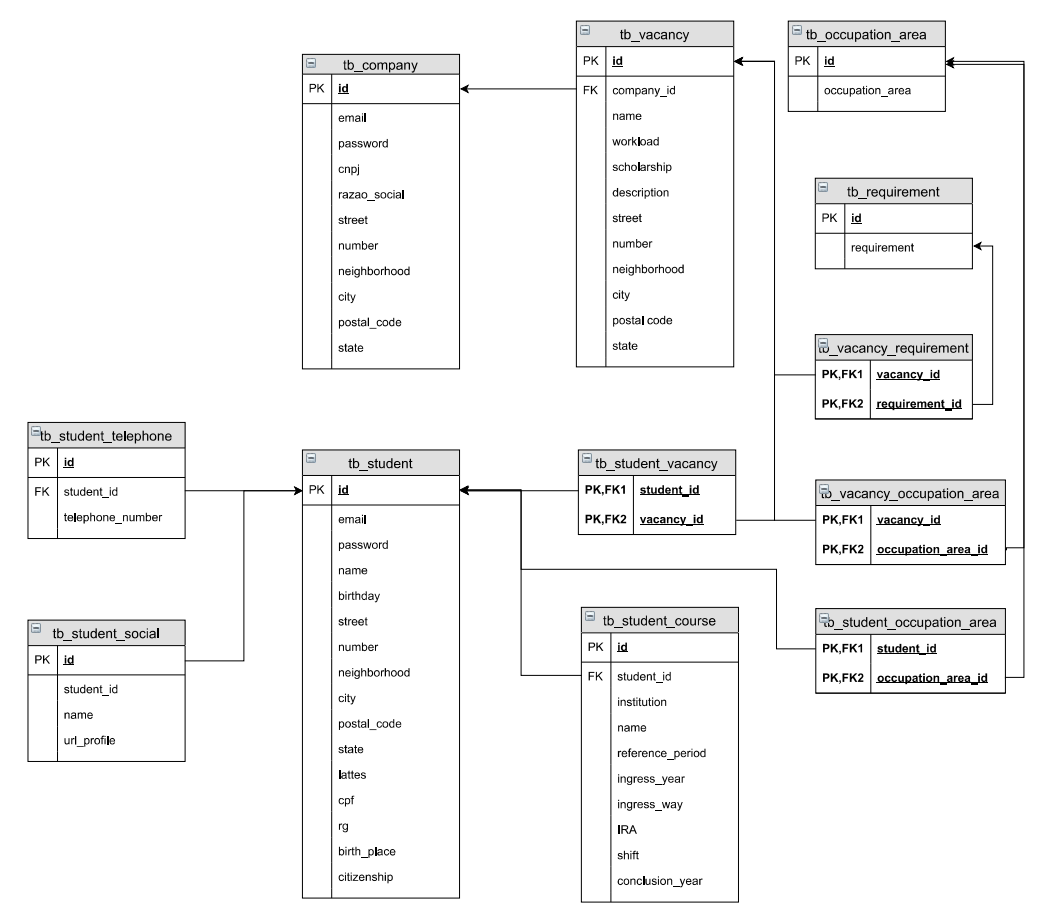 tb_company
PK id
email
password
cnpj
razao_social
street
number
neighborhood
city
postal_code
state
tb_vacancy
PK id
FK company_id
name
workload
scholarship
description
street
number
neighborhood
city
postal code
state
tb_occupation_area
PK id
occupation_area
tb_requirement
PK id
requirement
tb_vacancy_requirement
PK,FK1 vacancy_id
PK,FK2 requirement_id
tb_student_telephone
PK id
FK student_id
telephone_number
tb_student
PK id
email
password
name
birthday
street
number
neighborhood
city
postal_code
state
lattes
cpf
rg
birth_place
citizenship
tb_student_vacancy
PK,FK1 student_id
PK,FK2 vacancy_id
tb_vacancy_occupation_area
PK,FK1 vacancy_id
PK,FK2 occupation_area_id
tb_student_social
PK id
student_id
name
url_profile
tb_student_course
PK id
FK student_id
institution
name
reference_period
ingress_year
ingress_way
IRA
shift
conclusion_year
tb_student_occupation_area
PK,FK1 student_id
PK,FK2 occupation_area_id